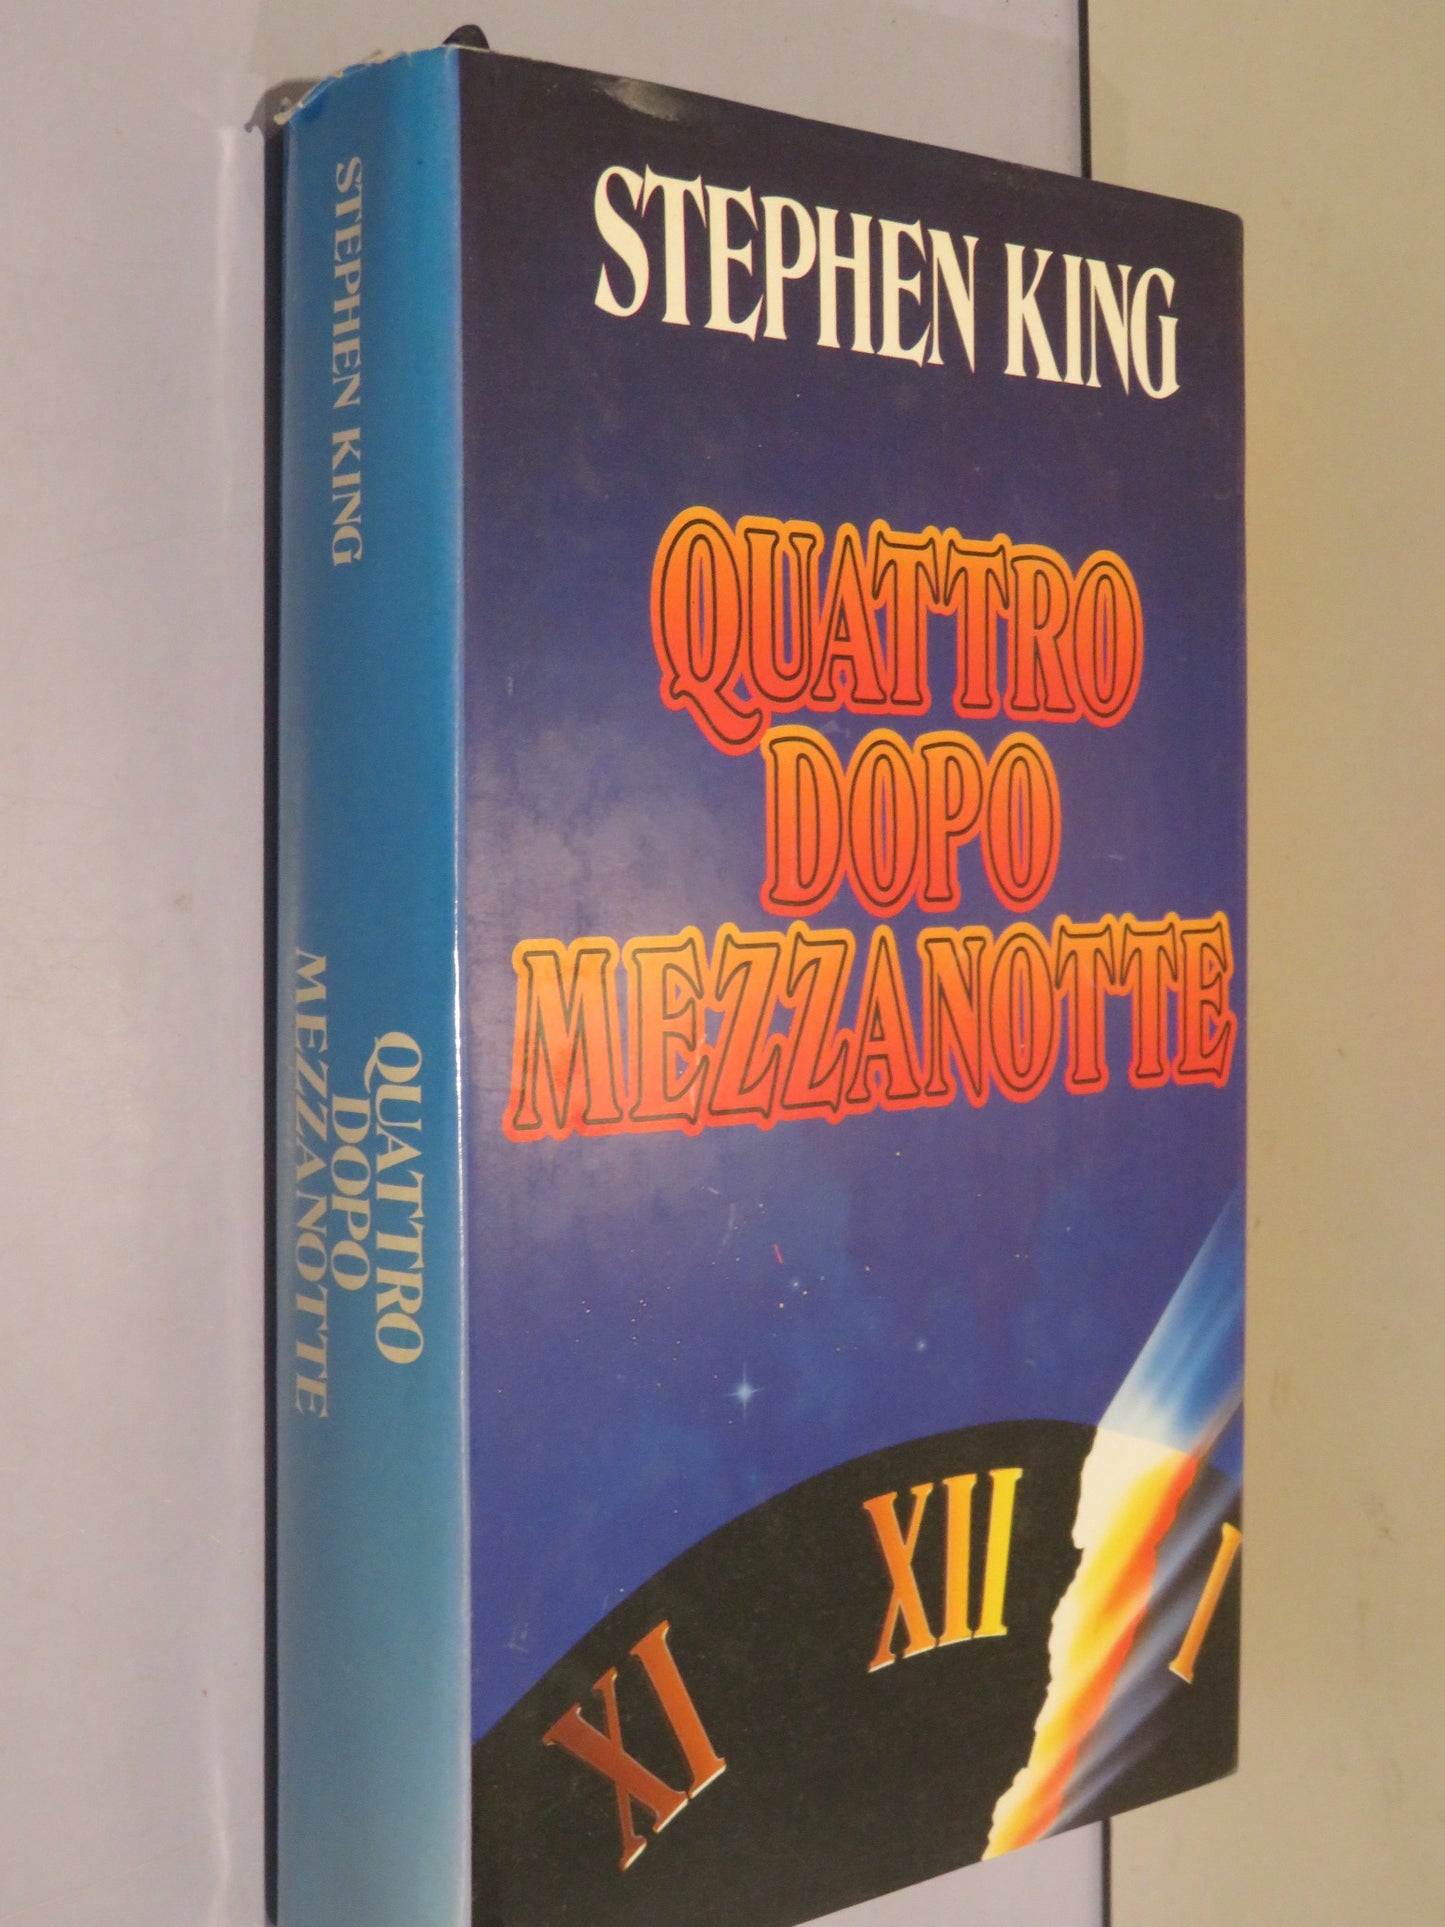 STEPHEN KING
QUATTRO
DOPO
MEZZANOTTE
STEPHEN KING
QUATTRO
DOPO
MEZZANOTTE
XI
XII
I